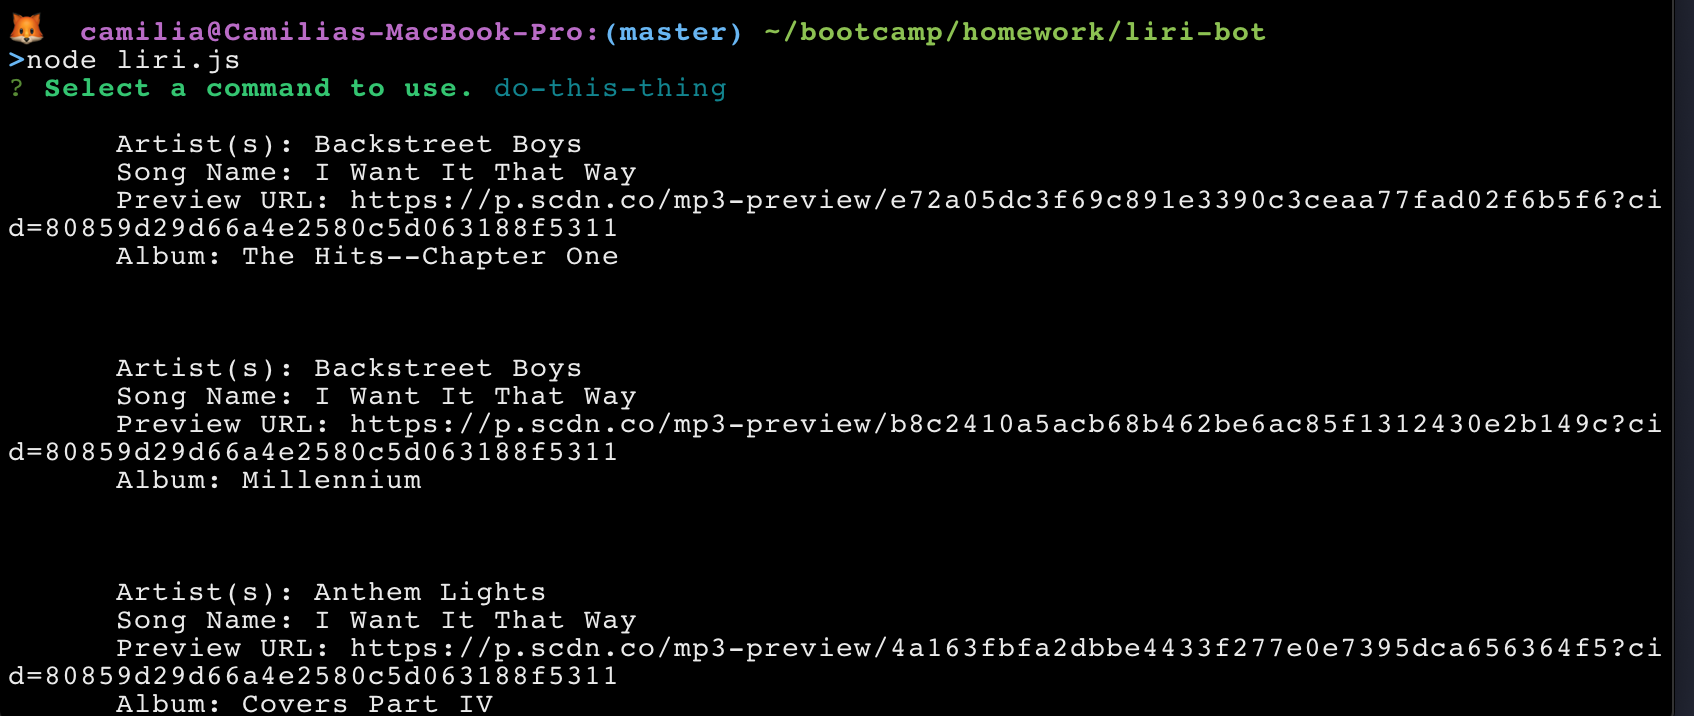 camilia@Camilias-MacBook-Pro:(master) ~/bootcamp/homework/liri-bot
>node liri.js
? Select a command to use. do-this-thing
Artist(s): Backstreet Boys
Song Name: I Want It That Way
Preview URL: https://p.scdn.co/mp3-preview/e72a05dc3f69c891e3390c3ceaa77fad02f6b5f6?ci
d=80859d29d66a4e2580c5d063188f5311
Album: The Hits--Chapter One
Artist(s): Backstreet Boys
Song Name: I Want It That Way
Preview URL: https://p.scdn.co/mp3-preview/b8c2410a5acb68b462be6ac85f1312430e2b149c?ci
d=80859d29d66a4e2580c5d063188f5311
Album: Millennium
Artist(s): Anthem Lights
Song Name: I Want It That Way
Preview URL: https://p.scdn.co/mp3-preview/4a163fbfa2dbbe4433f277e0e7395dca656364f5?ci
d=80859d29d66a4e2580c5d063188f5311
Album: Covers Part IV